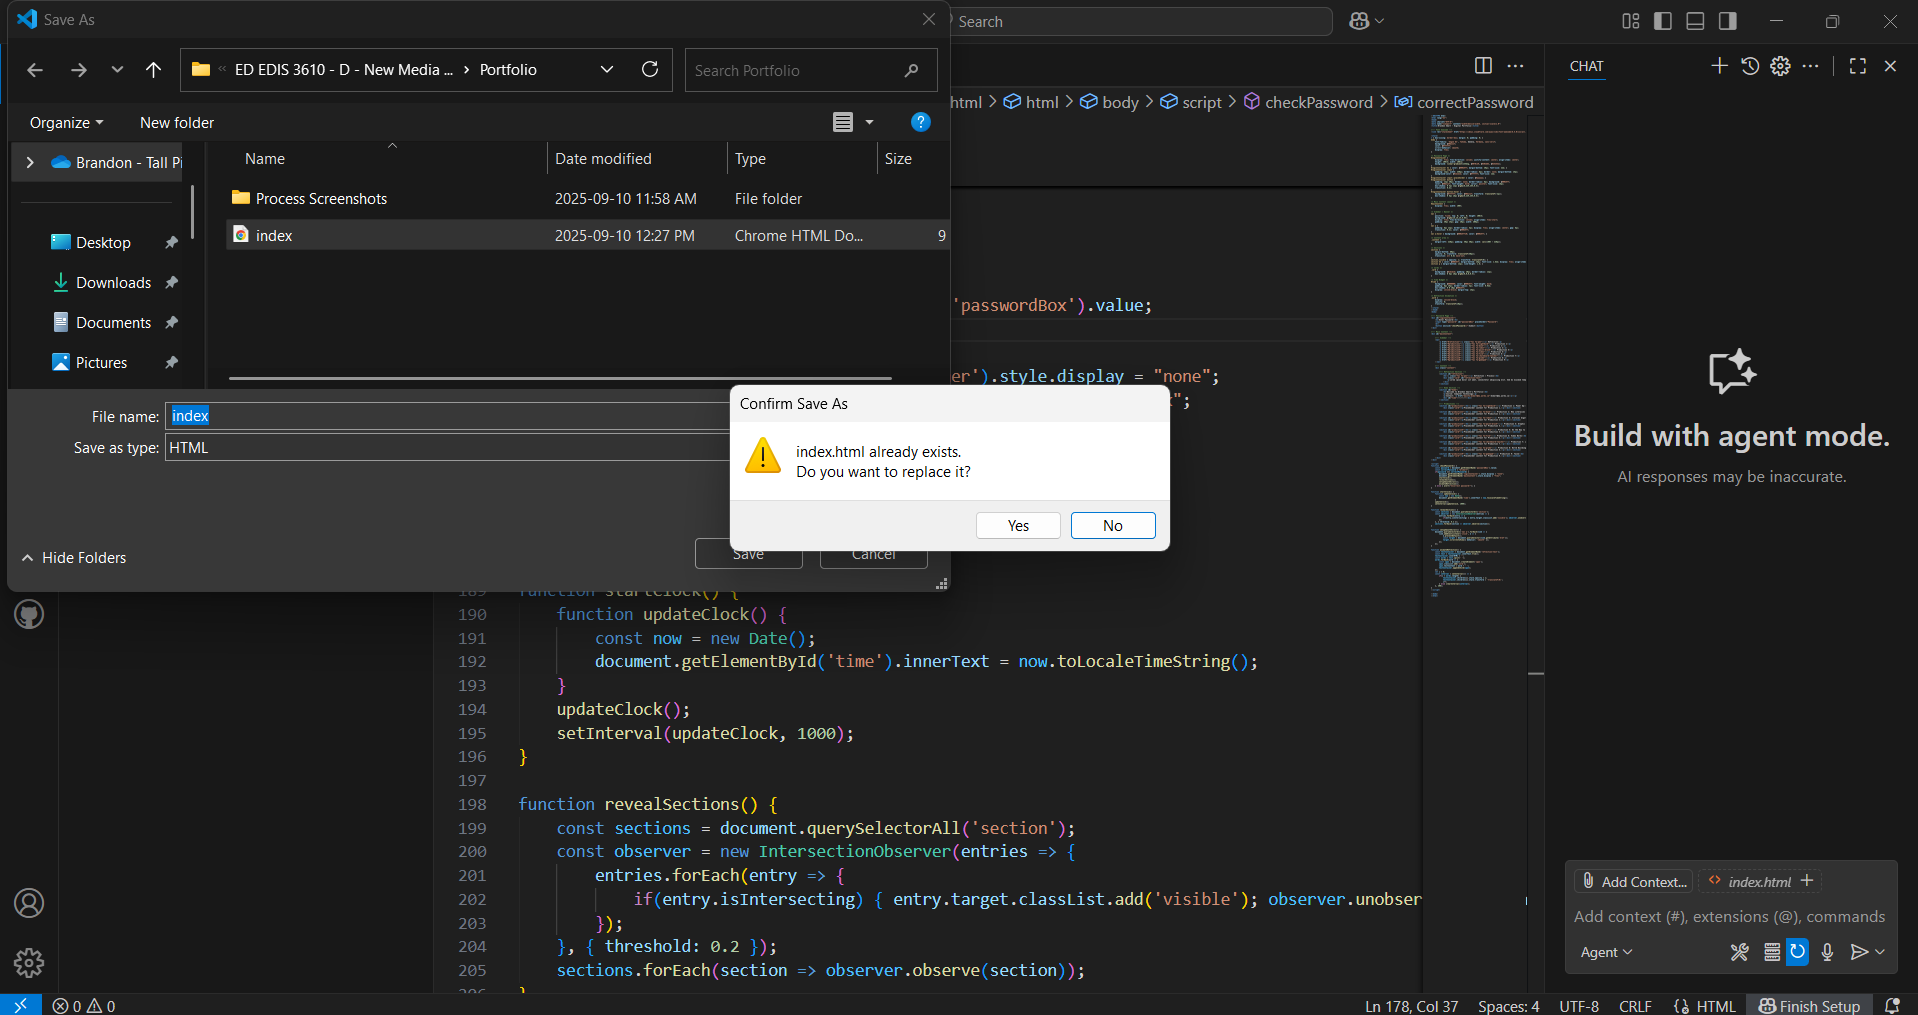 Save As
Search
ED EDIS 3610 - D - New Media ... > Portfolio
Search Portfolio
CHAT
html > html > body > script > checkPassword > correctPassword
Organize
New folder
Brandon - Tall Pi
Name
Date modified
Type
Size
Process Screenshots
2025-09-10 11:58 AM
File folder
index
2025-09-10 12:27 PM
Chrome HTML Do...
9
Desktop
Downloads
Documents
Pictures
'passwordBox').value;
er').style.display = "none";
";
File name: index
Save as type: HTML
Confirm Save As
index.html already exists.
Do you want to replace it?
Yes
No
Save
Cancel
Hide Folders
Build with agent mode.
AI responses may be inaccurate.
189 function startClock() {
190 function updateClock() {
191 const now = new Date();
192 document.getElementById('time').innerText = now.toLocaleTimeString();
193 }
194 updateClock();
195 setInterval(updateClock, 1000);
196 }
197
198 function revealSections() {
199 const sections = document.querySelectorAll('section');
200 const observer = new IntersectionObserver(entries => {
201 entries.forEach(entry => {
202 if(entry.isIntersecting) { entry.target.classList.add('visible'); observer.unobser
203 });
204 }, { threshold: 0.2 });
205 sections.forEach(section => observer.observe(section));
206 }
Add Context...
<> index.html +
Add context (#), extensions (@), commands
Agent
0 0
Ln 178, Col 37
Spaces: 4
UTF-8
CRLF
{} HTML
Finish Setup